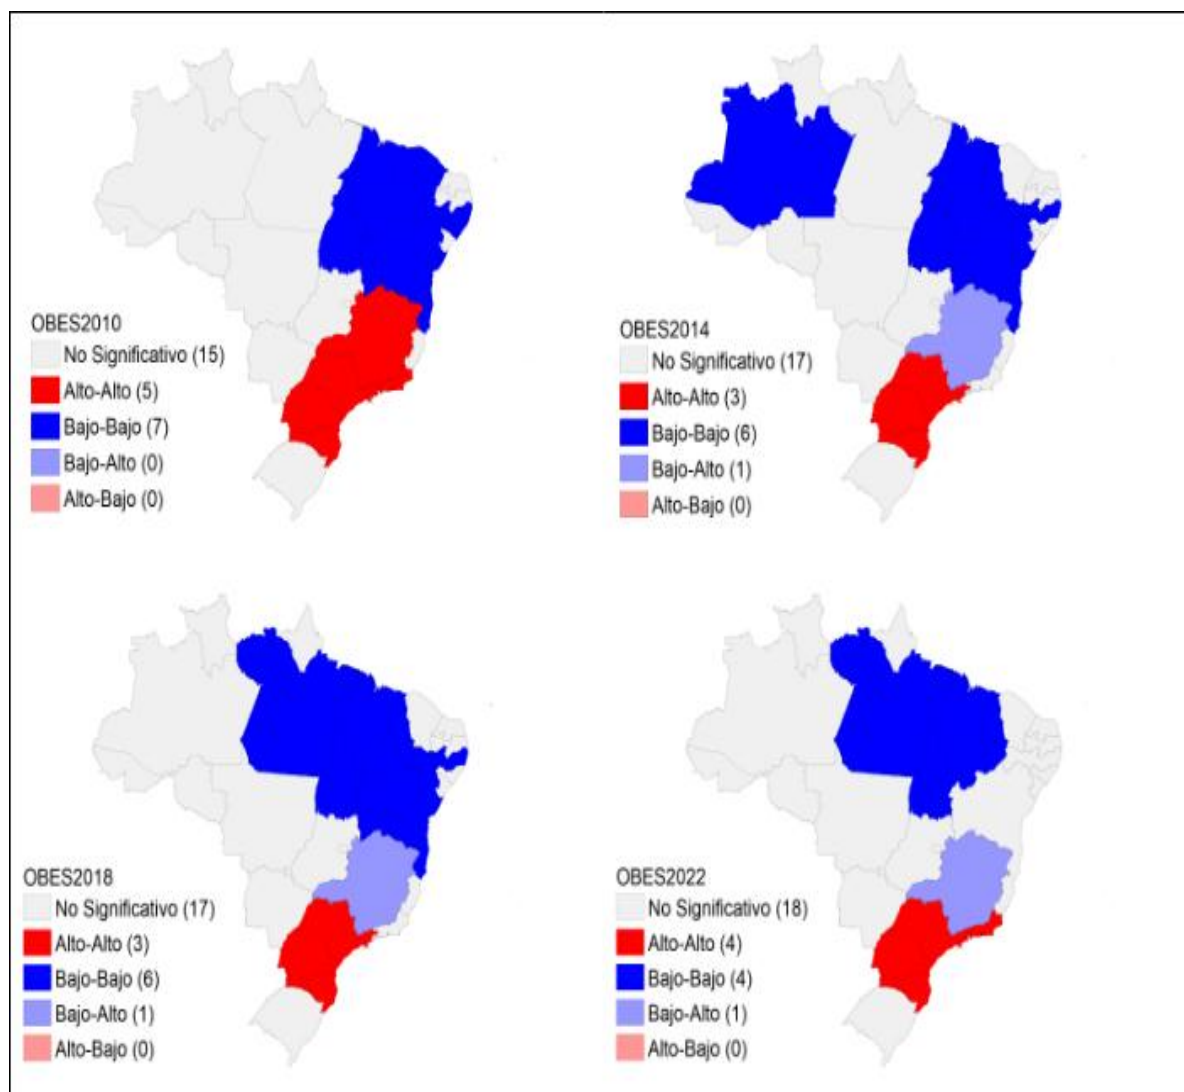 OBES2010
No Significativo (15)
Alto-Alto (5)
Bajo-Bajo (7)
Bajo-Alto (0)
Alto-Bajo (0)
OBES2014
No Significativo (17)
Alto-Alto (3)
Bajo-Bajo (6)
Bajo-Alto (1)
Alto-Bajo (0)
OBES2018
No Significativo (17)
Alto-Alto (3)
Bajo-Bajo (6)
Bajo-Alto (1)
Alto-Bajo (0)
OBES2022
No Significativo (18)
Alto-Alto (4)
Bajo-Bajo (4)
Bajo-Alto (1)
Alto-Bajo (0)